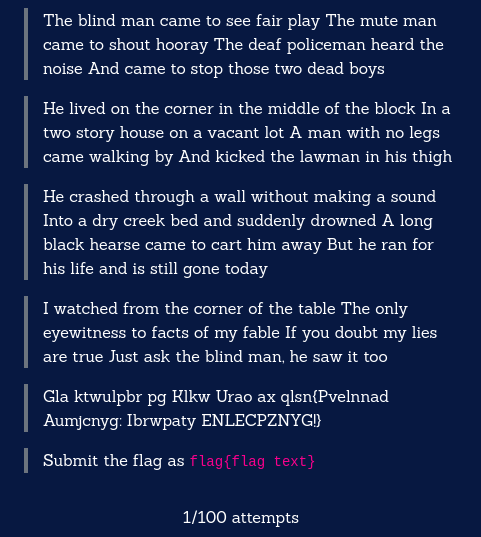 The blind man came to see fair play The mute man
came to shout hooray The deaf policeman heard the
noise And came to stop those two dead boys
He lived on the corner in the middle of the block In a
two story house on a vacant lot A man with no legs
came walking by And kicked the lawman in his thigh
He crashed through a wall without making a sound
Into a dry creek bed and suddenly drowned A long
black hearse came to cart him away But he ran for
his life and is still gone today
I watched from the corner of the table The only
eyewitness to facts of my fable If you doubt my lies
are true Just ask the blind man, he saw it too
Gla ktwulpbr pg Klkw Urao ax qlsn{Pvelnnad
Aumjcnyg: Ibrwpaty ENLECPZNYG!}
Submit the flag as flag{flag text}
1/100 attempts